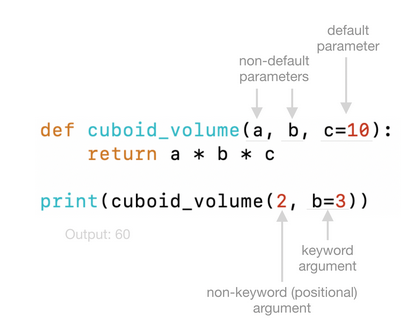 default
parameter
non-default
parameters
def cuboid_volume(a, b, c=10):
    return a * b * c
print(cuboid_volume(2, b=3))
Output: 60
keyword
argument
non-keyword (positional)
argument